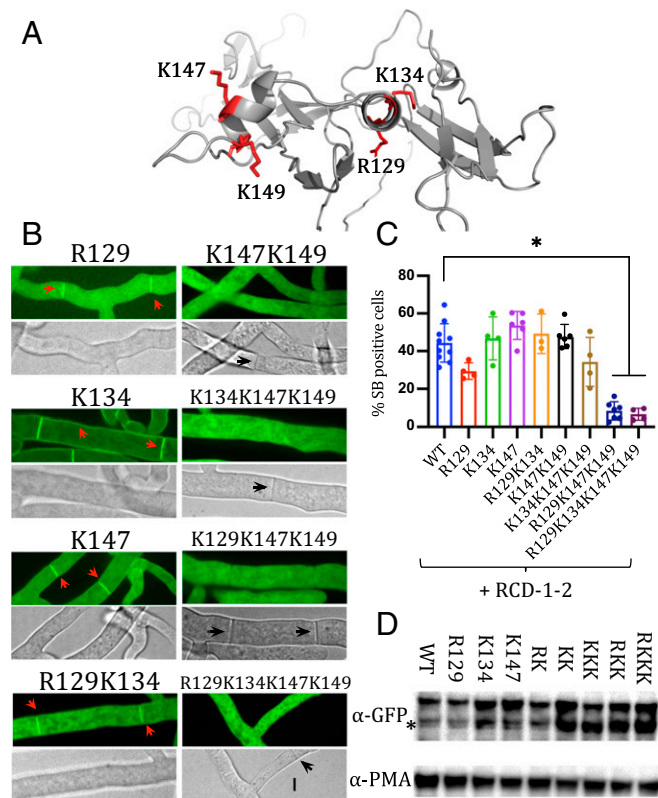 A
K147
K134
K149
R129
B
R129
K147K149
K134
K134K147K149
K147
K129K147K149
R129K134
R129K134K147K149
C
*
% SB positive cells
80
60
40
20
0
WT
R129
K134
K147
R129K134
K147K149
K134K147K149
R129K147K149
R129K134K147K149
+ RCD-1-2
D
WT
R129
K134
K147
RK
KK
KKK
RKK
RKKK
α-GFP
*
α-PMA